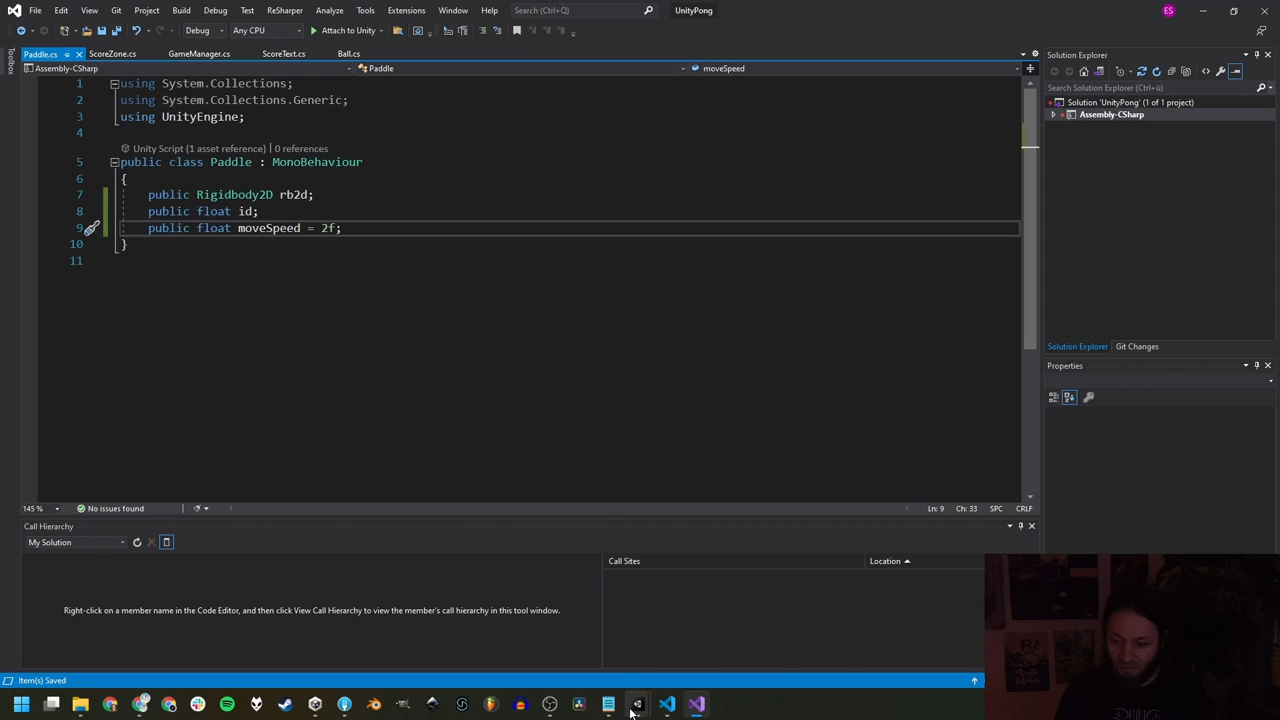 File Edit View Git Project Build Debug Test ReSharper Analyze Tools Extensions Window Help Search (Ctrl+Q) UnityPong ES
Debug Any CPU Attach to Unity
Paddle.cs ScoreZone.cs GameManager.cs ScoreText.cs Ball.cs
Assembly-CSharp Paddle moveSpeed
Toolbox
1 using System.Collections;
2 using System.Collections.Generic;
3 using UnityEngine;
4
Unity Script (1 asset reference) | 0 references
5 public class Paddle : MonoBehaviour
6 {
7 public Rigidbody2D rb2d;
8 public float id;
9 public float moveSpeed = 2f;
10 }
11
145 % No issues found Ln: 9 Ch: 33 SPC CRLF
Solution Explorer
Search Solution Explorer (Ctrl+ü)
Solution 'UnityPong' (1 of 1 project)
Assembly-CSharp
Solution Explorer Git Changes
Properties
Call Hierarchy
My Solution
Call Sites Location
Right-click on a member name in the Code Editor, and then click View Call Hierarchy to view the member's call hierarchy in this tool window.
Item(s) Saved